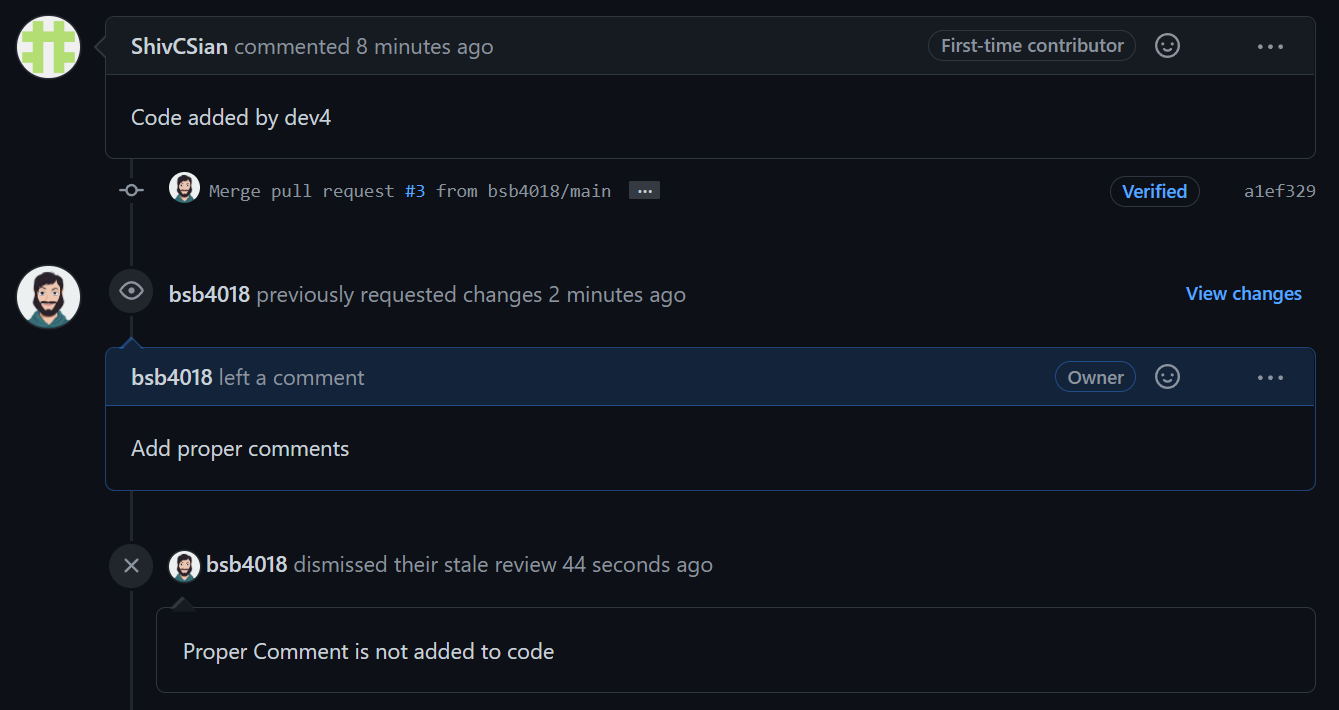 ShivCSian commented 8 minutes ago First-time contributor
Code added by dev4
Merge pull request #3 from bsb4018/main ... Verified a1ef329
bsb4018 previously requested changes 2 minutes ago View changes
bsb4018 left a comment Owner
Add proper comments
bsb4018 dismissed their stale review 44 seconds ago
Proper Comment is not added to code